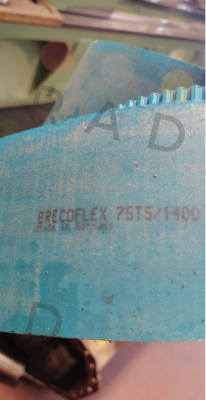 BRECOFLEX 75T5/1400
Made in Germany